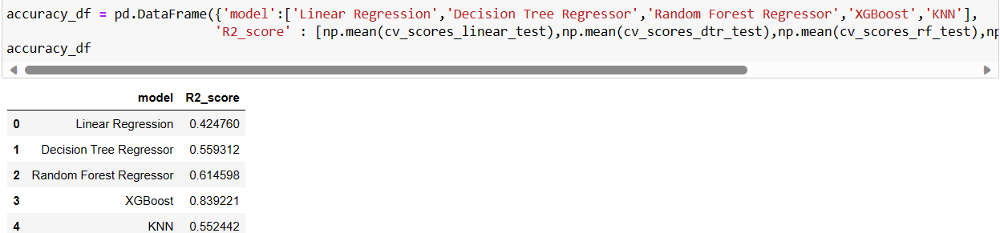 accuracy_df = pd.DataFrame({'model':['Linear Regression','Decision Tree Regressor','Random Forest Regressor','XGBoost','KNN'],
'R2_score' : [np.mean(cv_scores_linear_test),np.mean(cv_scores_dtr_test),np.mean(cv_scores_rf_test),np
accuracy_df
model R2_score
0 Linear Regression 0.424760
1 Decision Tree Regressor 0.559312
2 Random Forest Regressor 0.614598
3 XGBoost 0.839221
4 KNN 0.552442